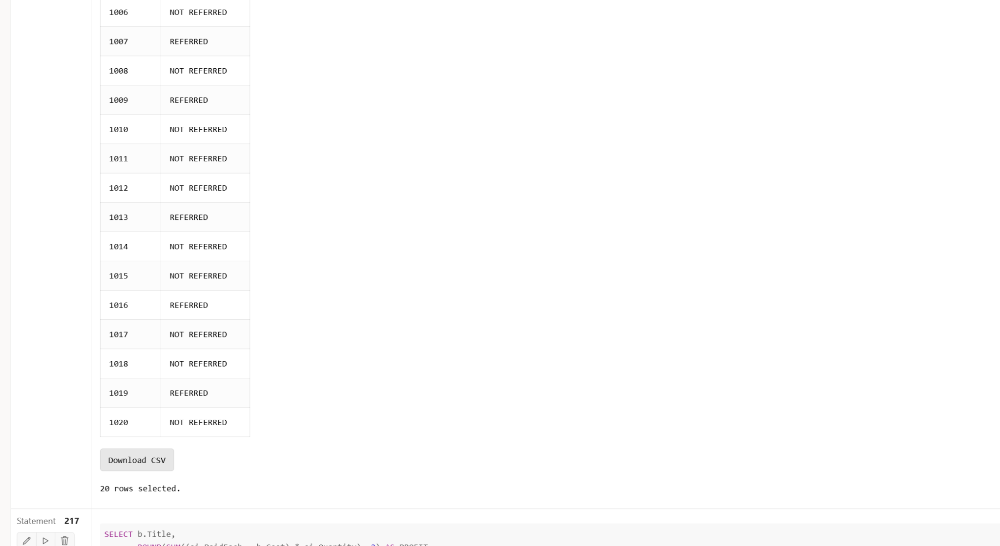 1006 NOT REFERRED
1007 REFERRED
1008 NOT REFERRED
1009 REFERRED
1010 NOT REFERRED
1011 NOT REFERRED
1012 NOT REFERRED
1013 REFERRED
1014 NOT REFERRED
1015 NOT REFERRED
1016 REFERRED
1017 NOT REFERRED
1018 NOT REFERRED
1019 REFERRED
1020 NOT REFERRED
Download CSV
20 rows selected.
Statement 217
SELECT b.Title,
ROUND(SUM((oi.PaidEach - b.Cost) * oi.Quantity), 2) AS PROFIT